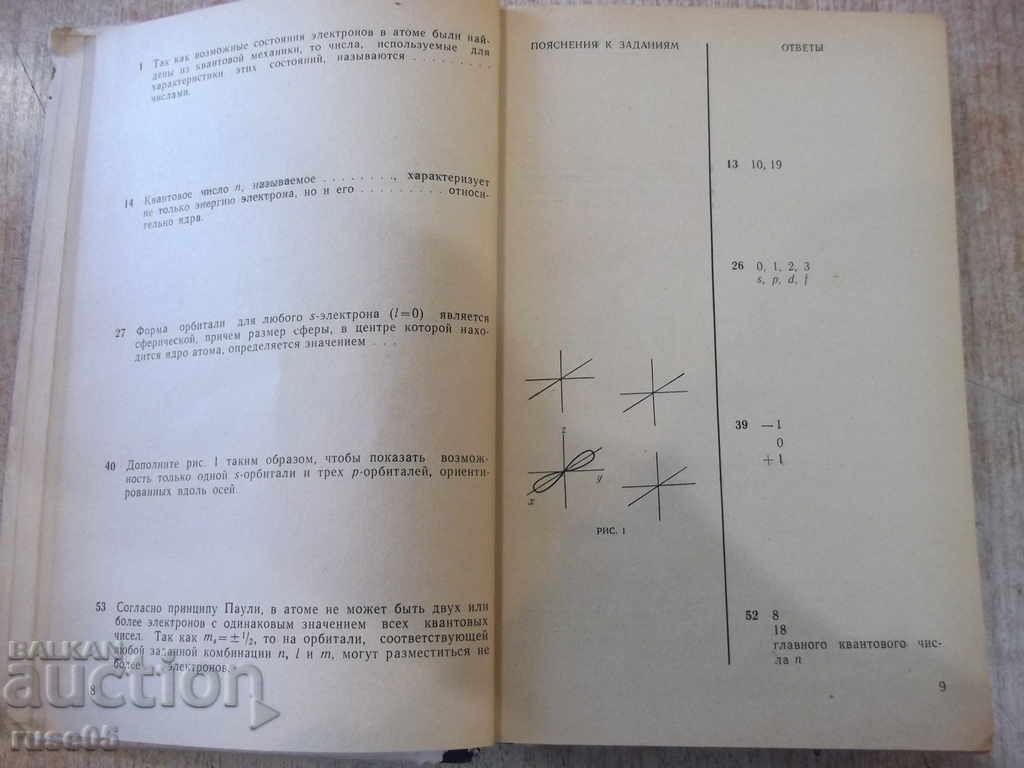 1 Так как возможные состояния электронов в атоме были най-
дены из квантовой механики, то числа, используемые для
характеристики этих состояний, называются . . . . . . . . .
числами.
14 Квантовое число n, называемое . . . . . . . ., характеризует
не только энергию электрона, но и его . . . . . . . . . относи-
тельно ядра.
27 Форма орбитали для любого s-электрона (l=0) является
сферической, причем размер сферы, в центре которой нахо-
дится ядро атома, определяется значением . . .
40 Дополните рис. 1 таким образом, чтобы показать возмож-
ность только одной s-орбитали и трех p-орбиталей, ориенти-
рованных вдоль осей.
53 Согласно принципу Паули, в атоме не может быть двух или
более электронов с одинаковым значением всех квантовых
чисел. Так как mₛ=±1/2, то на орбитали, соответствующей
любой заданной комбинации n, l и m, могут разместиться не
более . . электронов.
8
ПОЯСНЕНИЯ К ЗАДАНИЯМ
z
y
x
РИС. 1
ОТВЕТЫ
13 10, 19
26 0, 1, 2, 3
s, p, d, f
39 —1
0
+1
52 8
18
главного квантового чис-
ла n
9
BALKAN
auction
ruse05